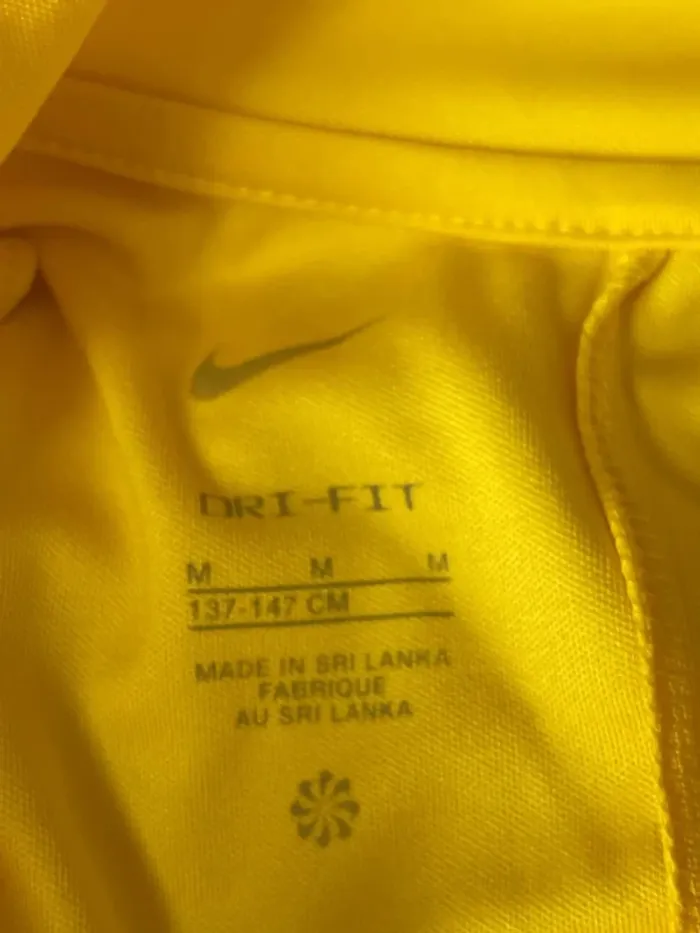 DRI-FIT
M M M
137-147 CM
MADE IN SRI LANKA
FABRIQUE
AU SRI LANKA